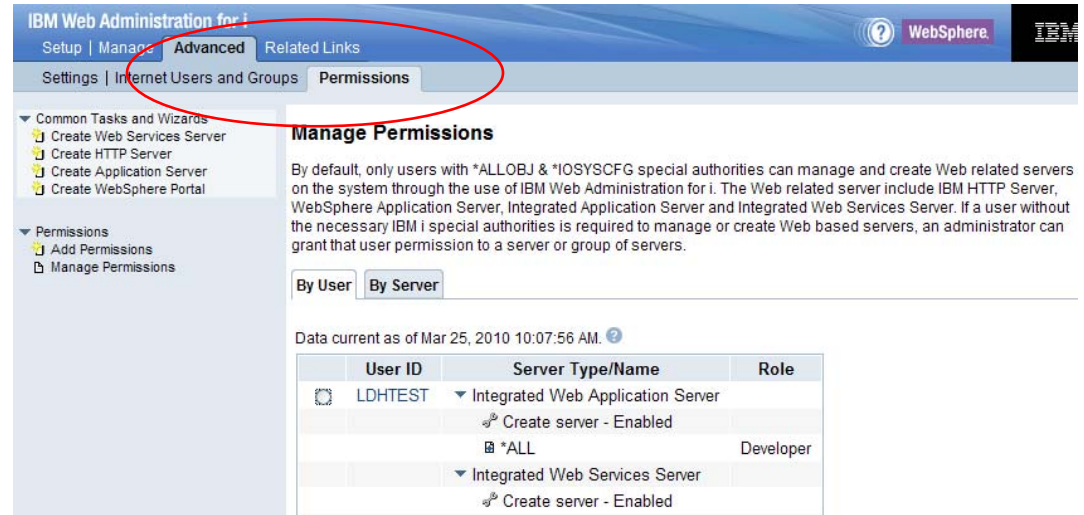 IBM Web Administration for i
Setup | Manage Advanced Related Links
WebSphere.
IBM
Settings | Internet Users and Groups Permissions
Common Tasks and Wizards
Create Web Services Server
Create HTTP Server
Create Application Server
Create WebSphere Portal
Permissions
Add Permissions
Manage Permissions
Manage Permissions
By default, only users with *ALLOBJ & *IOSYSCFG special authorities can manage and create Web related servers
on the system through the use of IBM Web Administration for i. The Web related server include IBM HTTP Server,
WebSphere Application Server, Integrated Application Server and Integrated Web Services Server. If a user without
the necessary IBM i special authorities is required to manage or create Web based servers, an administrator can
grant that user permission to a server or group of servers.
By User By Server
Data current as of Mar 25, 2010 10:07:56 AM. ?
User ID Server Type/Name Role
LDHTEST Integrated Web Application Server
Create server - Enabled
*ALL Developer
Integrated Web Services Server
Create server - Enabled